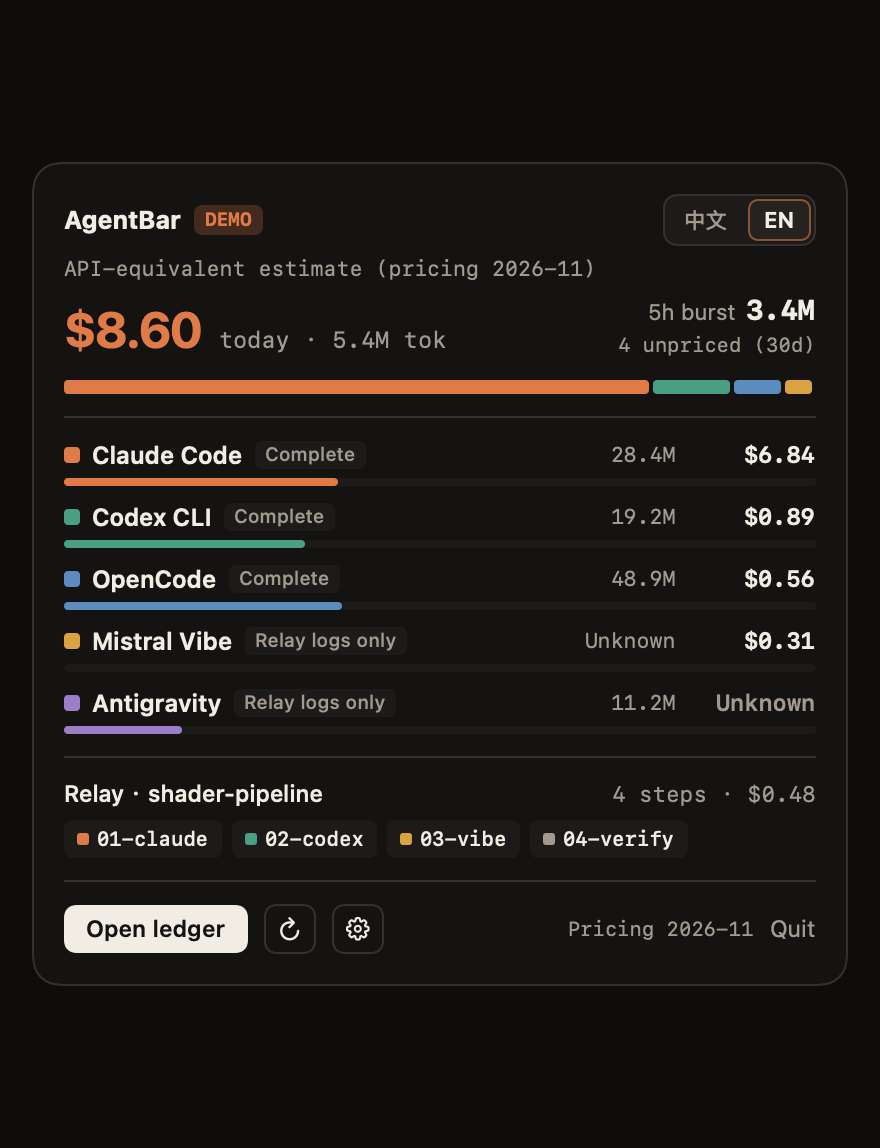 AgentBar DEMO 中文 EN
API-equivalent estimate (pricing 2026-11)
$8.60 today · 5.4M tok
5h burst 3.4M
4 unpriced (30d)
Claude Code Complete 28.4M $6.84
Codex CLI Complete 19.2M $0.89
OpenCode Complete 48.9M $0.56
Mistral Vibe Relay logs only Unknown $0.31
Antigravity Relay logs only 11.2M Unknown
Relay · shader-pipeline 4 steps · $0.48
01-claude 02-codex 03-vibe 04-verify
Open ledger Pricing 2026-11 Quit